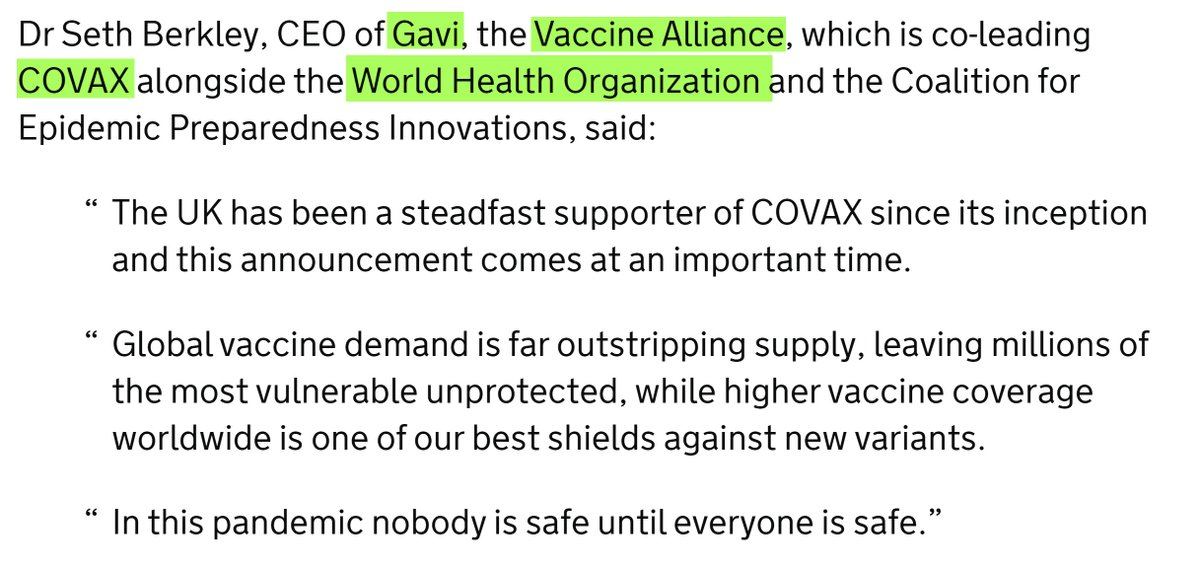 Dr Seth Berkley, CEO of Gavi, the Vaccine Alliance, which is co-leading
COVAX alongside the World Health Organization and the Coalition for
Epidemic Preparedness Innovations, said:
“ The UK has been a steadfast supporter of COVAX since its inception
and this announcement comes at an important time.
“ Global vaccine demand is far outstripping supply, leaving millions of
the most vulnerable unprotected, while higher vaccine coverage
worldwide is one of our best shields against new variants.
“ In this pandemic nobody is safe until everyone is safe.”